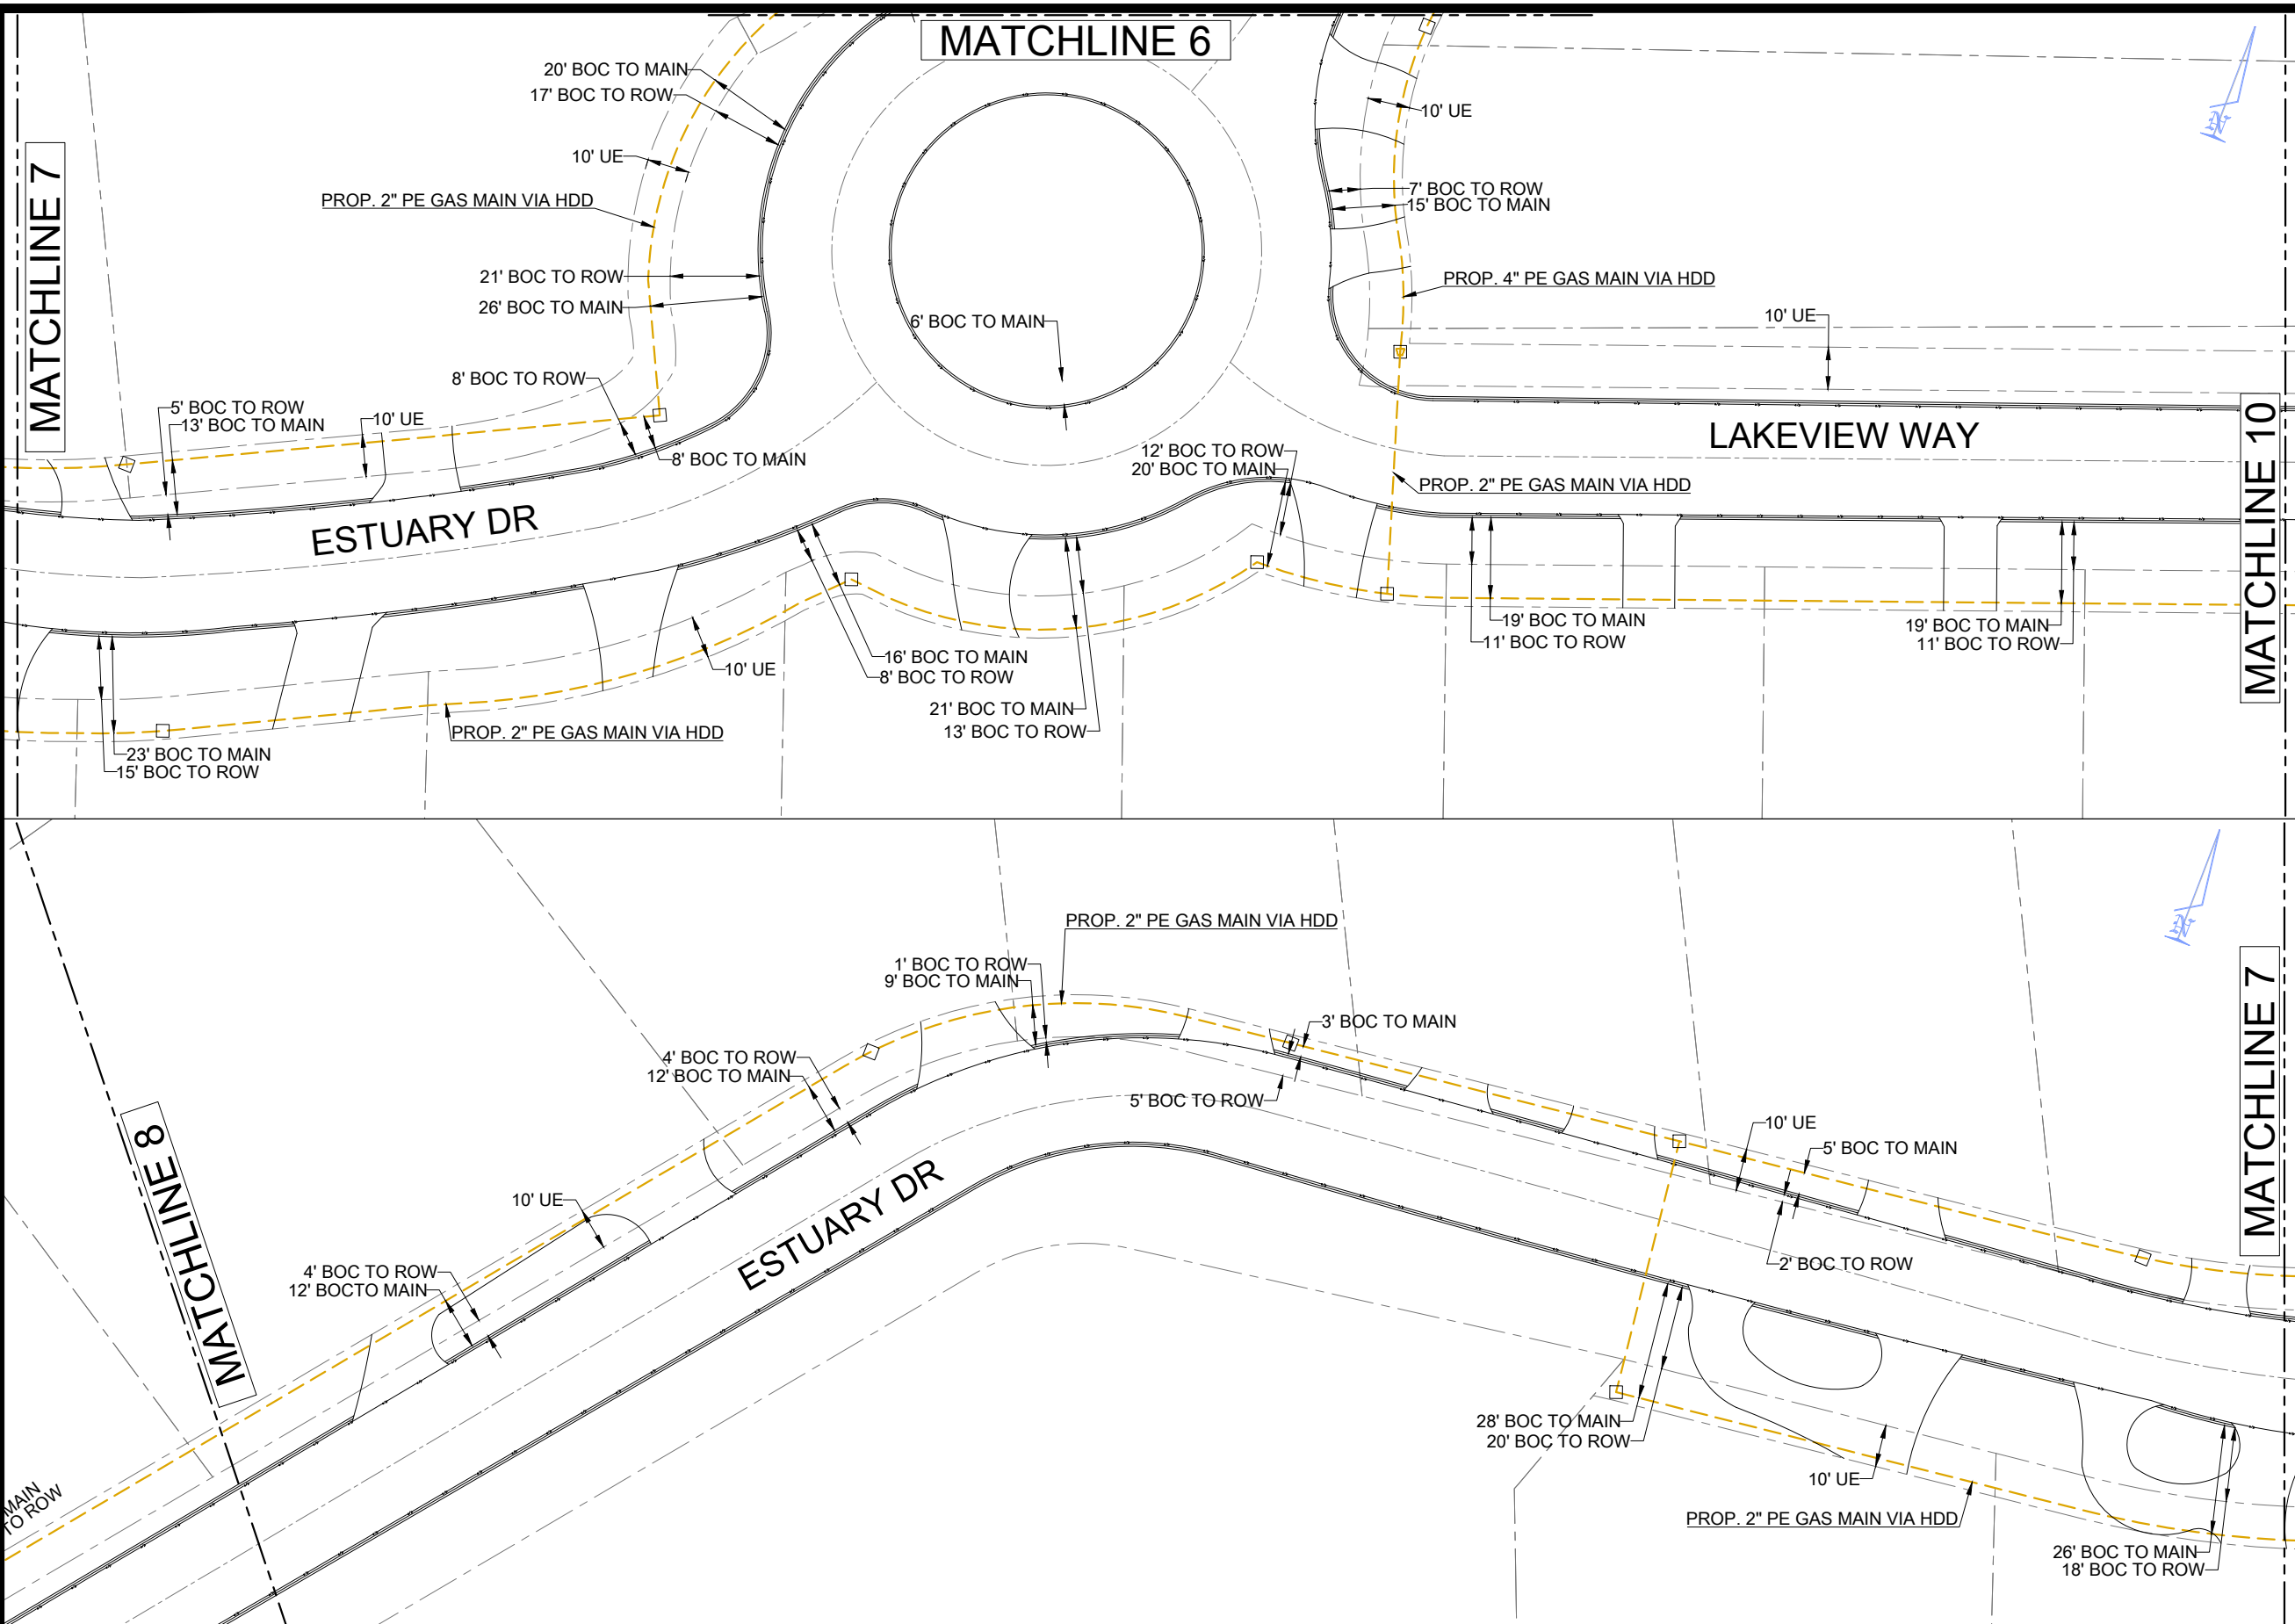 MATCHLINE 6
20' BOC TO MAIN
17' BOC TO ROW
10' UE
PROP. 2" PE GAS MAIN VIA HDD
21' BOC TO ROW
26' BOC TO MAIN
6' BOC TO MAIN
8' BOC TO ROW
8' BOC TO MAIN
MATCHLINE 7
5' BOC TO ROW
13' BOC TO MAIN
10' UE
ESTUARY DR
10' UE
7' BOC TO ROW
15' BOC TO MAIN
PROP. 4" PE GAS MAIN VIA HDD
10' UE
LAKEVIEW WAY
12' BOC TO ROW
20' BOC TO MAIN
PROP. 2" PE GAS MAIN VIA HDD
MATCHLINE 10
19' BOC TO MAIN
11' BOC TO ROW
19' BOC TO MAIN
11' BOC TO ROW
16' BOC TO MAIN
8' BOC TO ROW
10' UE
21' BOC TO MAIN
13' BOC TO ROW
PROP. 2" PE GAS MAIN VIA HDD
23' BOC TO MAIN
15' BOC TO ROW
N
PROP. 2" PE GAS MAIN VIA HDD
1' BOC TO ROW
9' BOC TO MAIN
3' BOC TO MAIN
4' BOC TO ROW
12' BOC TO MAIN
5' BOC TO ROW
10' UE
5' BOC TO MAIN
MATCHLINE 7
MATCHLINE 8
10' UE
ESTUARY DR
2' BOC TO ROW
4' BOC TO ROW
12' BOCTO MAIN
28' BOC TO MAIN
20' BOC TO ROW
10' UE
PROP. 2" PE GAS MAIN VIA HDD
26' BOC TO MAIN
18' BOC TO ROW
MAIN
TO ROW
N